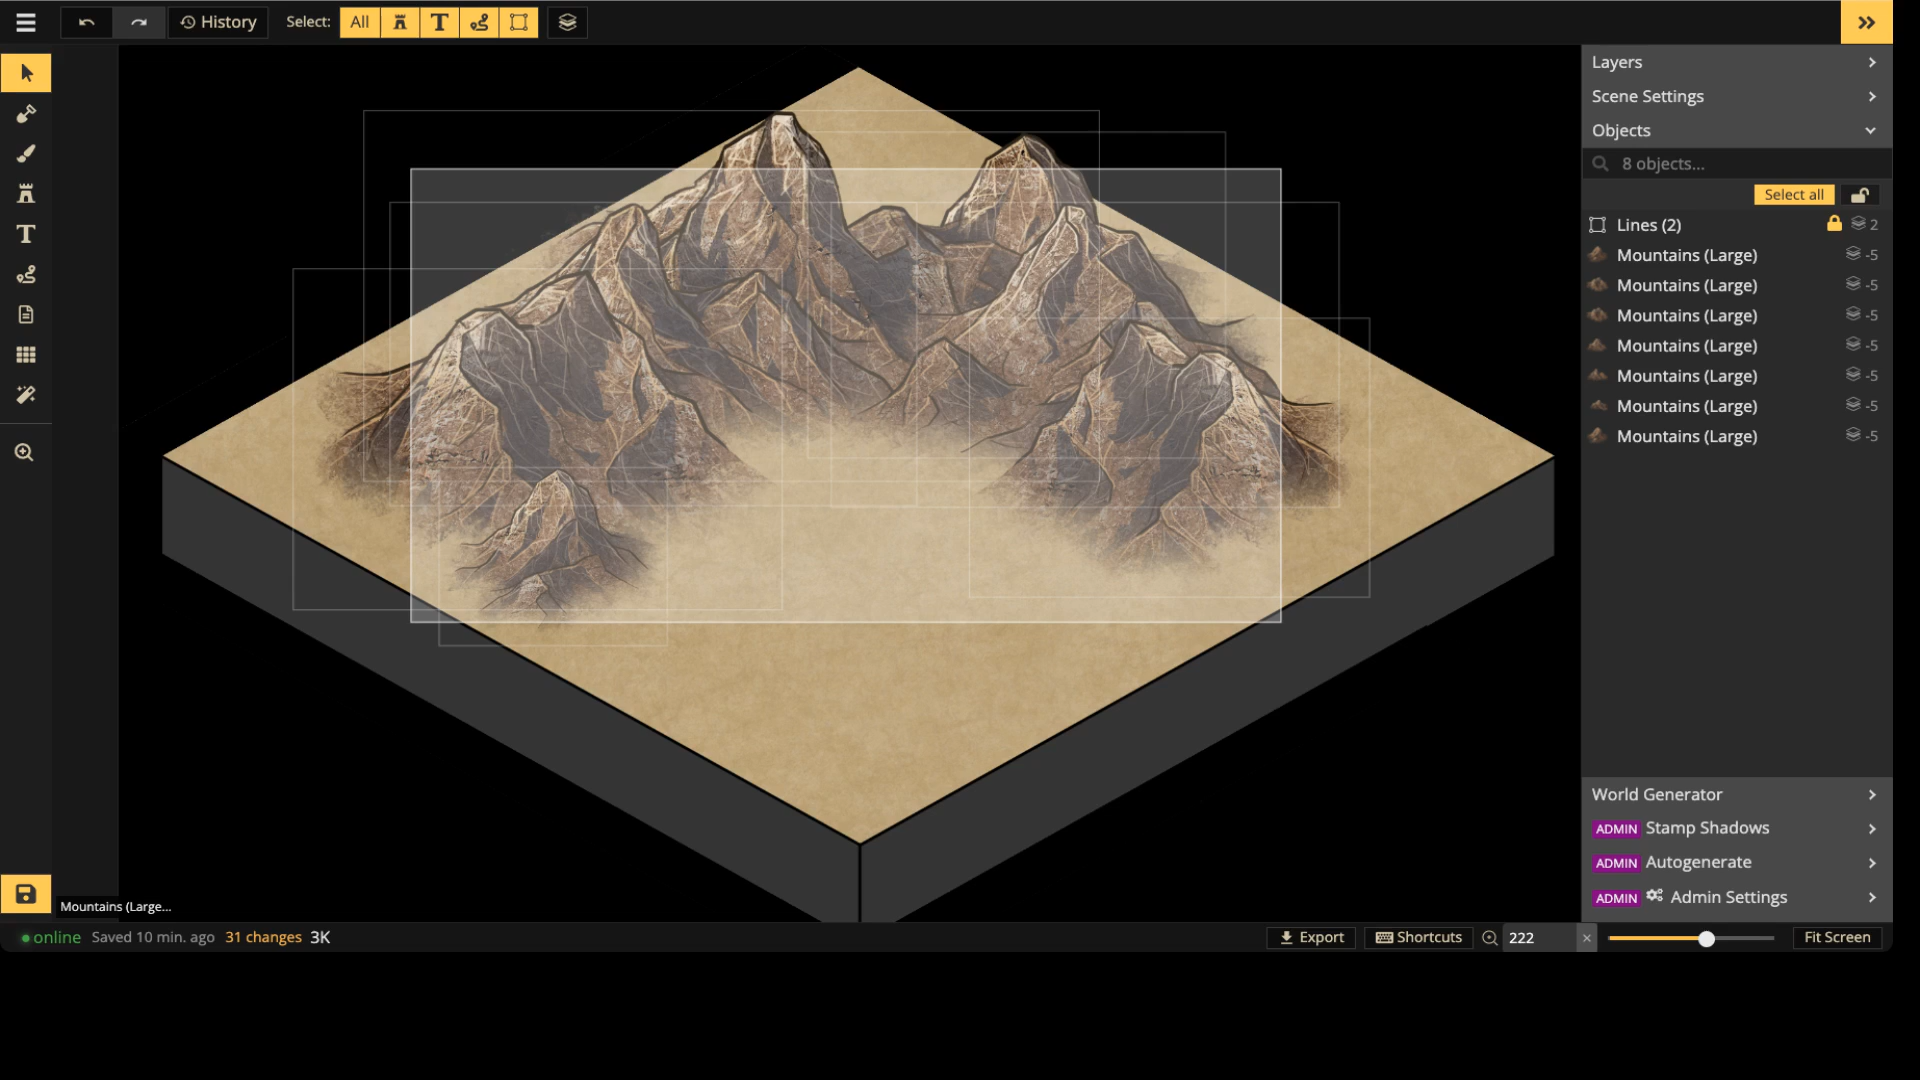 History
Select:
All
Layers
Scene Settings
Objects
8 objects...
Select all
Lines (2) 2
Mountains (Large) -5
Mountains (Large) -5
Mountains (Large) -5
Mountains (Large) -5
Mountains (Large) -5
Mountains (Large) -5
Mountains (Large) -5
World Generator
ADMIN Stamp Shadows
ADMIN Autogenerate
ADMIN Admin Settings
Mountains (Large...
online Saved 10 min. ago 31 changes 3K
Export Shortcuts 222 Fit Screen